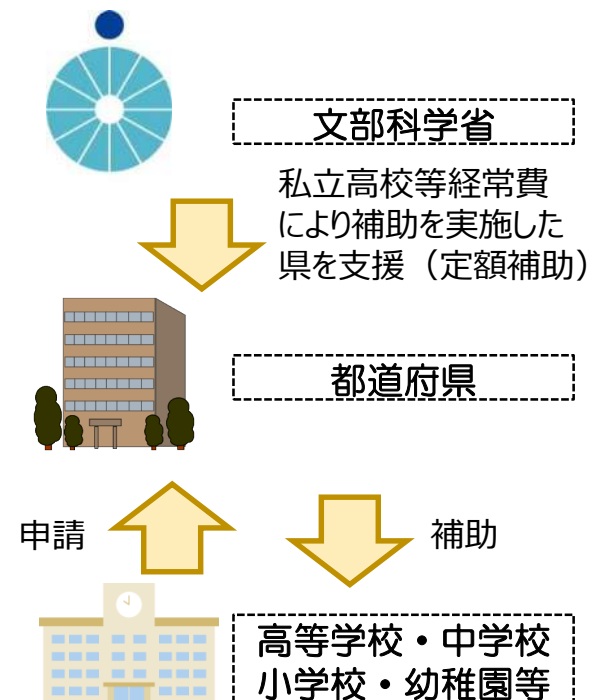 文部科学省
私立高校等経常費
により補助を実施した
県を支援（定額補助）
都道府県
申請
補助
高等学校・中学校
小学校・幼稚園等